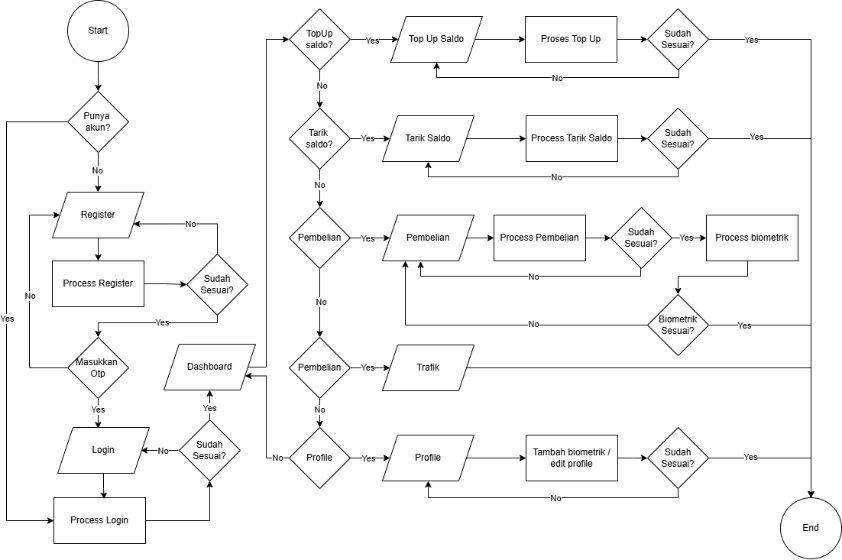 Start
Punya
akun?
No
Yes
Register
No
Process Register
Sudah
Sesuai?
No
Yes
Masukkan
Otp
Yes
Login
No
Sudah
Sesuai?
Yes
Process Login
Dashboard
TopUp
saldo?
Yes
Top Up Saldo
Proses Top Up
Sudah
Sesuai?
Yes
No
No
Tarik
saldo?
Yes
Tarik Saldo
Process Tarik Saldo
Sudah
Sesuai?
Yes
No
No
Pembelian
Yes
Pembelian
Process Pembelian
Sudah
Sesuai?
Yes
Process biometrik
No
Biometrik
Sesuai?
Yes
No
No
Pembelian
Yes
Trafik
No
Profile
No
Yes
Profile
Tambah biometrik /
edit profile
Sudah
Sesuai?
Yes
No
End